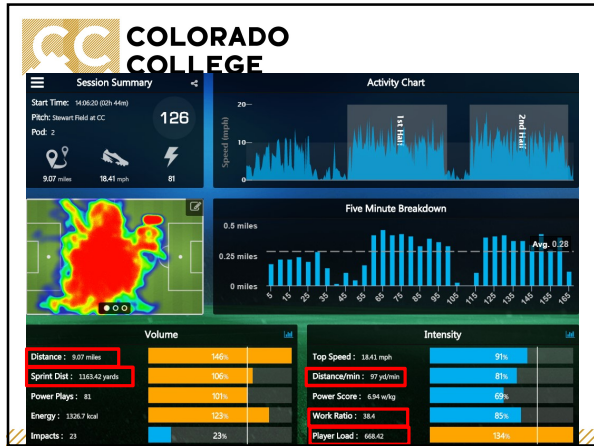 CC
COLORADO
COLLEGE
Session Summary
Start Time: 14:06:20 (02h 44m)
Pitch: Stewart Field at CC
Pod: 2
126
9.07 miles
18.41 mph
81
Activity Chart
Speed (mph)
20
10
0
1st Half
2nd Half
Five Minute Breakdown
0.5 miles
0.25 miles
0 miles
Avg. 0.28
5 15 25 35 45 55 65 75 85 95 105 115 125 135 145 155 165
Volume
Distance : 9.07 miles 146%
Sprint Dist : 1163.42 yards 106%
Power Plays : 81 101%
Energy : 1326.7 kcal 123%
Impacts : 23 23%
Intensity
Top Speed : 18.41 mph 91%
Distance/min : 97 yd/min 81%
Power Score : 6.94 w/kg 69%
Work Ratio : 38.4 85%
Player Load : 668.42 134%